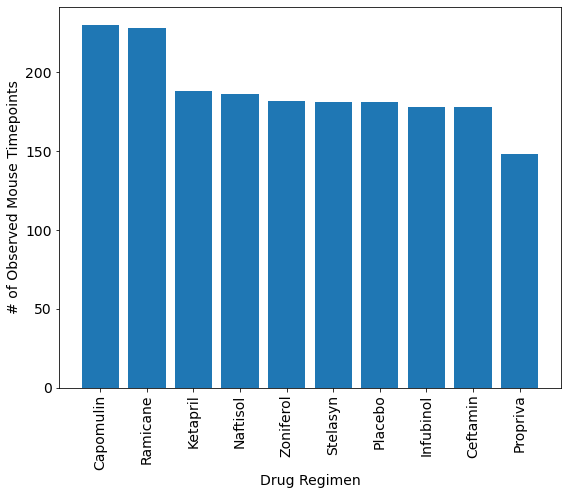 # of Observed Mouse Timepoints
200
150
100
50
0
Capomulin
Ramicane
Ketapril
Naftisol
Zoniferol
Stelasyn
Placebo
Infubinol
Ceftamin
Propriva
Drug Regimen